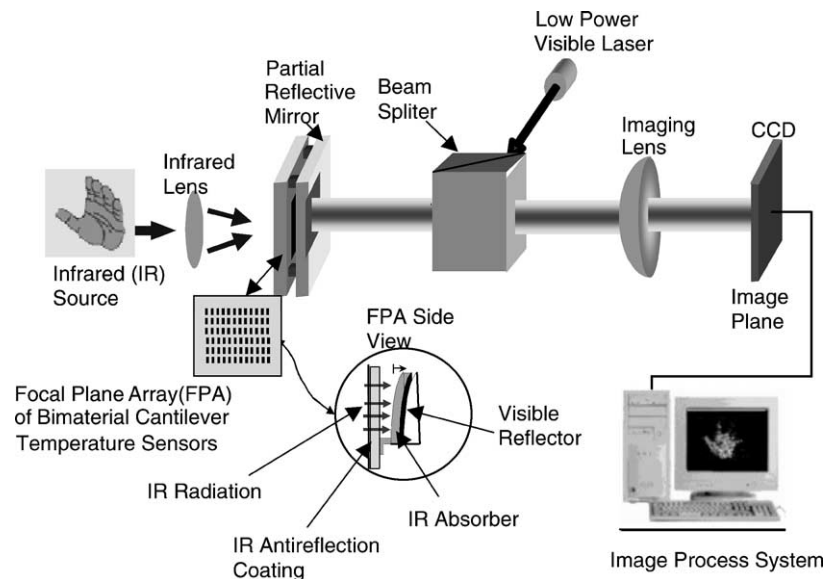 Low Power
Visible Laser
Partial
Reflective
Mirror
Beam
Spliter
Imaging
Lens
CCD
Infrared
Lens
Infrared (IR)
Source
Image
Plane
FPA Side
View
Focal Plane Array(FPA)
of Bimaterial Cantilever
Temperature Sensors
Visible
Reflector
IR Radiation
IR Absorber
IR Antireflection
Coating
Image Process System